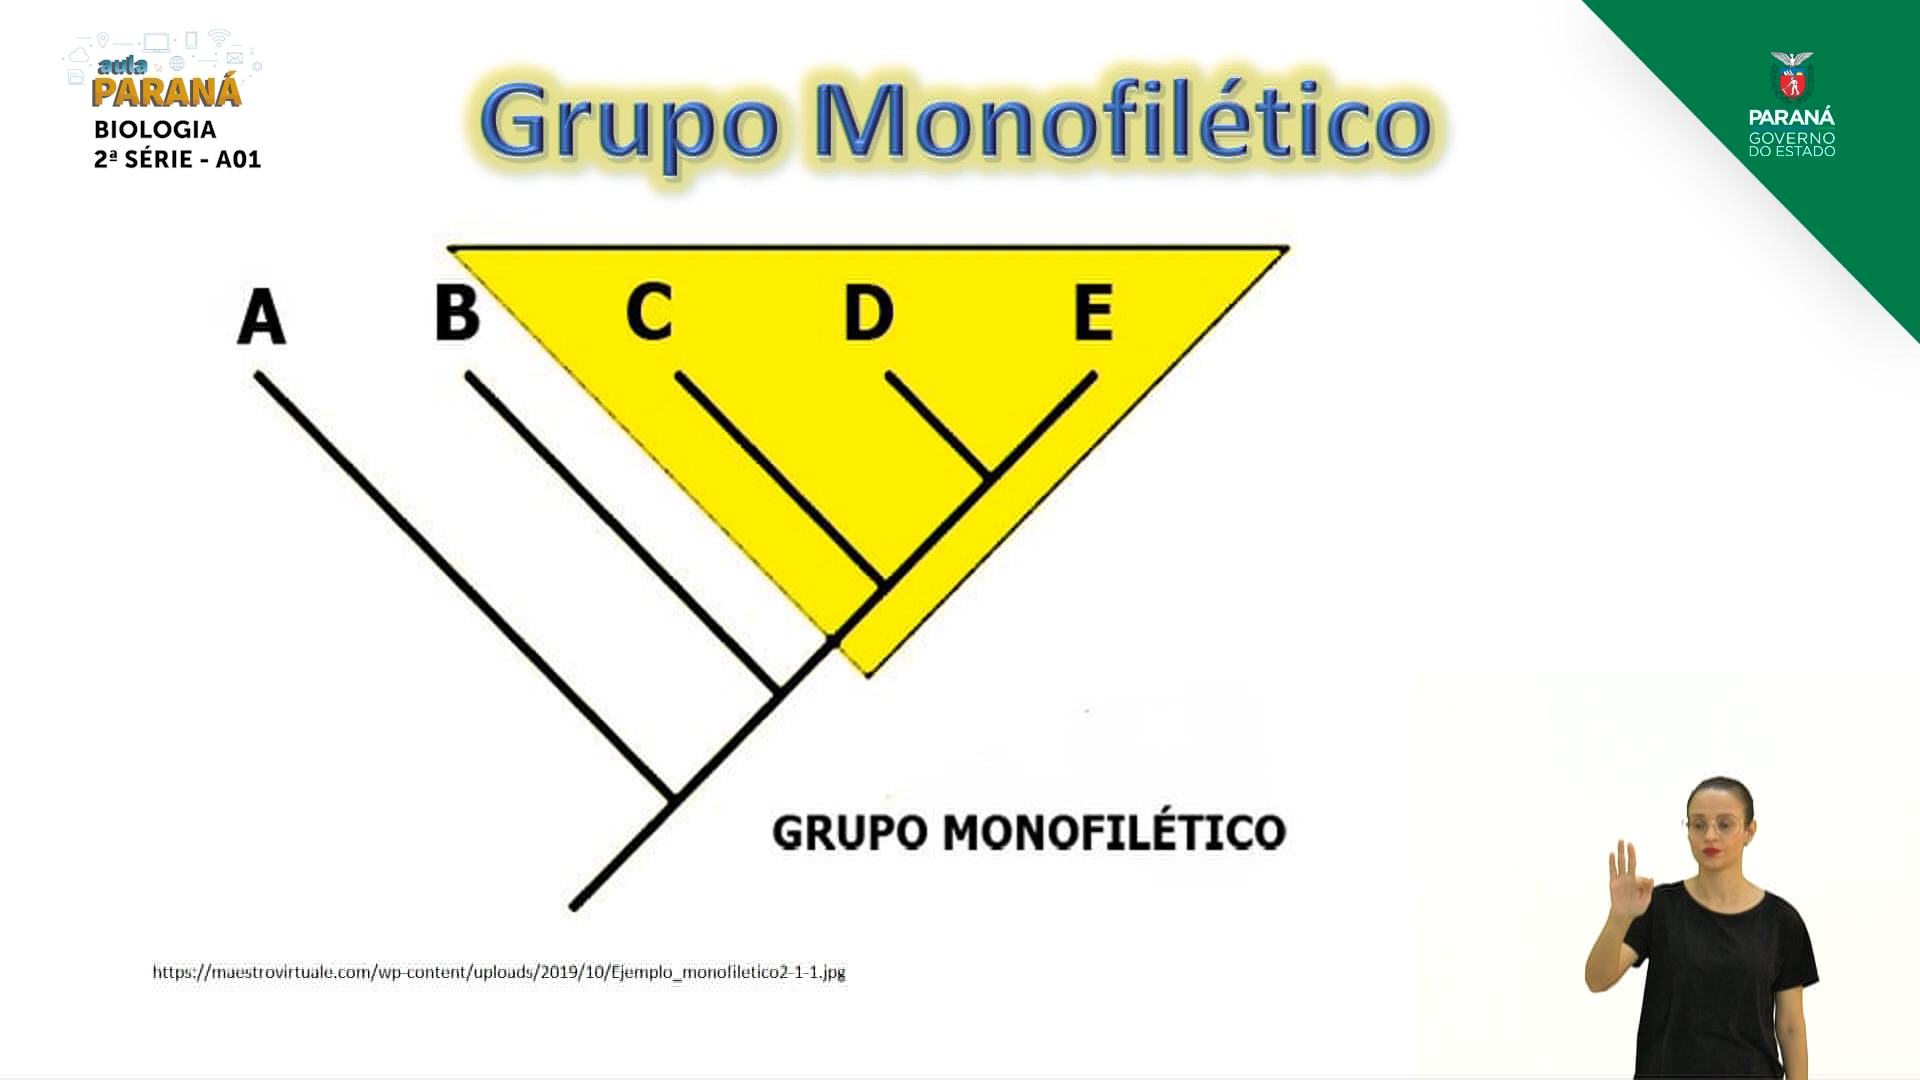 aula
PARANÁ
BIOLOGIA
2ª SÉRIE - A01
Grupo Monofilético
PARANÁ
GOVERNO
DO ESTADO
A B C D E
GRUPO MONOFILÉTICO
https://maestrovirtuale.com/wp-content/uploads/2019/10/Ejemplo_monofiletico2-1-1.jpg